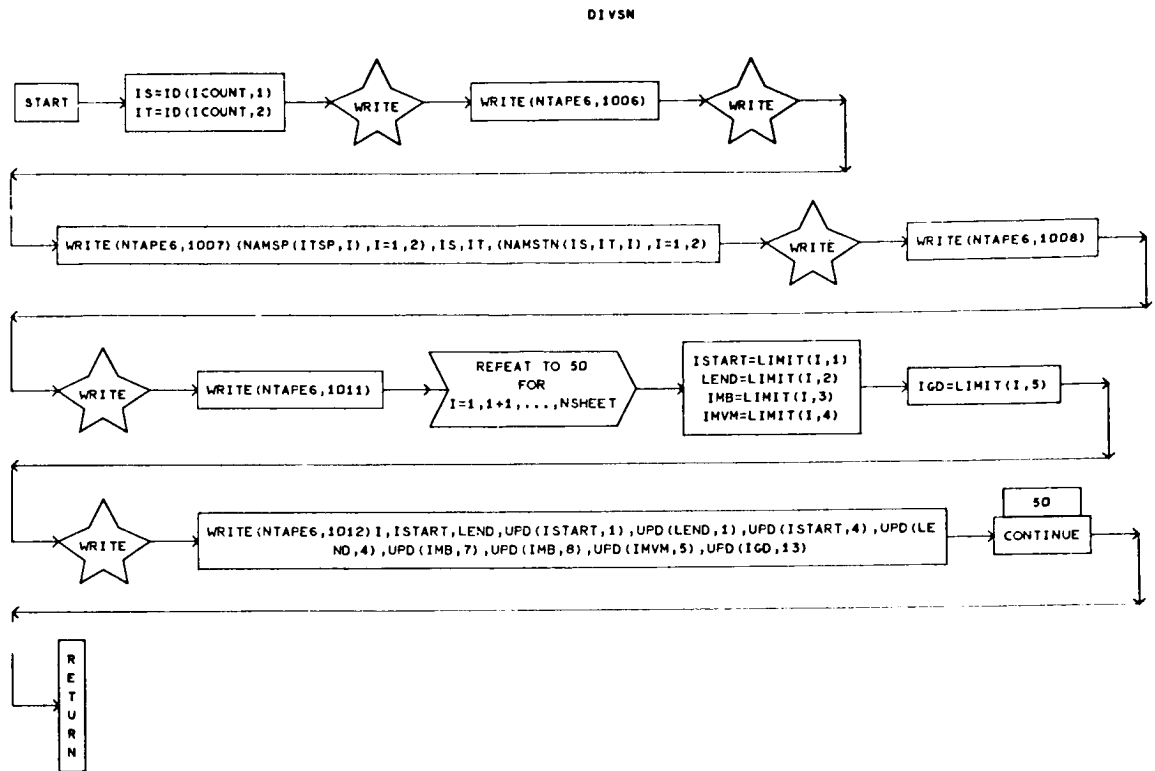 DIVSN
START
IS=ID(ICOUNT,1)
IT=ID(ICOUNT,2)
WRITE
WRITE(NTAPE6,1006)
WRITE
WRITE(NTAPE6,1007)(NAMSP(ITSP,I),I=1,2),IS,IT,(NAMSTN(IS,IT,I),I=1,2)
WRITE
WRITE(NTAPE6,1008)
WRITE
WRITE(NTAPE6,1011)
REPEAT TO 50
FOR
I=1,1+1,...,NSHEET
ISTART=LIMIT(I,1)
LEND=LIMIT(I,2)
IMB=LIMIT(I,3)
IMVM=LIMIT(I,4)
IGD=LIMIT(I,5)
WRITE
WRITE(NTAPE6,1012)I,ISTART,LEND,UPD(ISTART,1),UPD(LEND,1),UPD(ISTART,4),UPD(LE
ND,4),UPD(IMB,7),UPD(IMB,8),UPD(IMVM,5),UPD(IGD,13)
50
CONTINUE
R
E
T
U
R
N